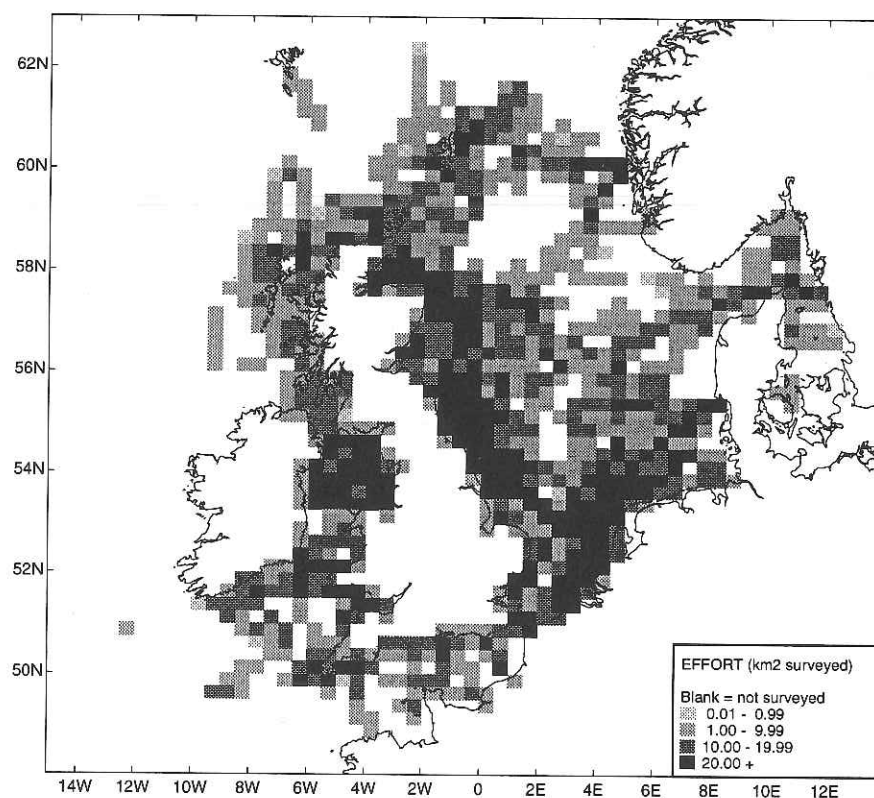 62N
60N
58N
56N
54N
52N
50N
14W 12W 10W 8W 6W 4W 2W 0 2E 4E 6E 8E 10E 12E
EFFORT (km2 surveyed)
Blank = not surveyed
0.01 - 0.99
1.00 - 9.99
10.00 - 19.99
20.00 +